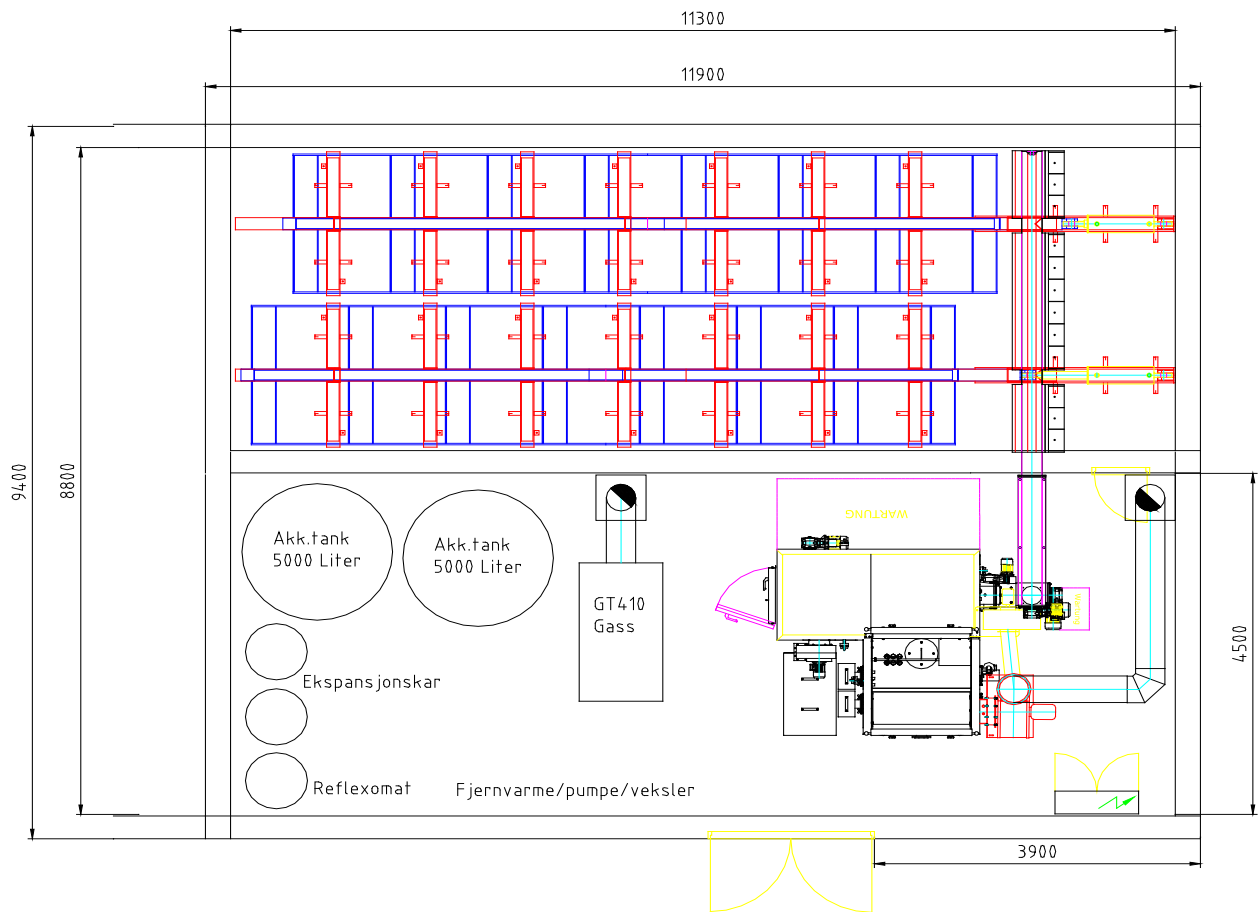 11300
11900
9400
8800
WARTUNG
Akk.tank
5000 Liter
Akk.tank
5000 Liter
GT410
Gass
4500
Ekspansjonskar
Reflexomat
Fjernvarme/pumpe/veksler
3900